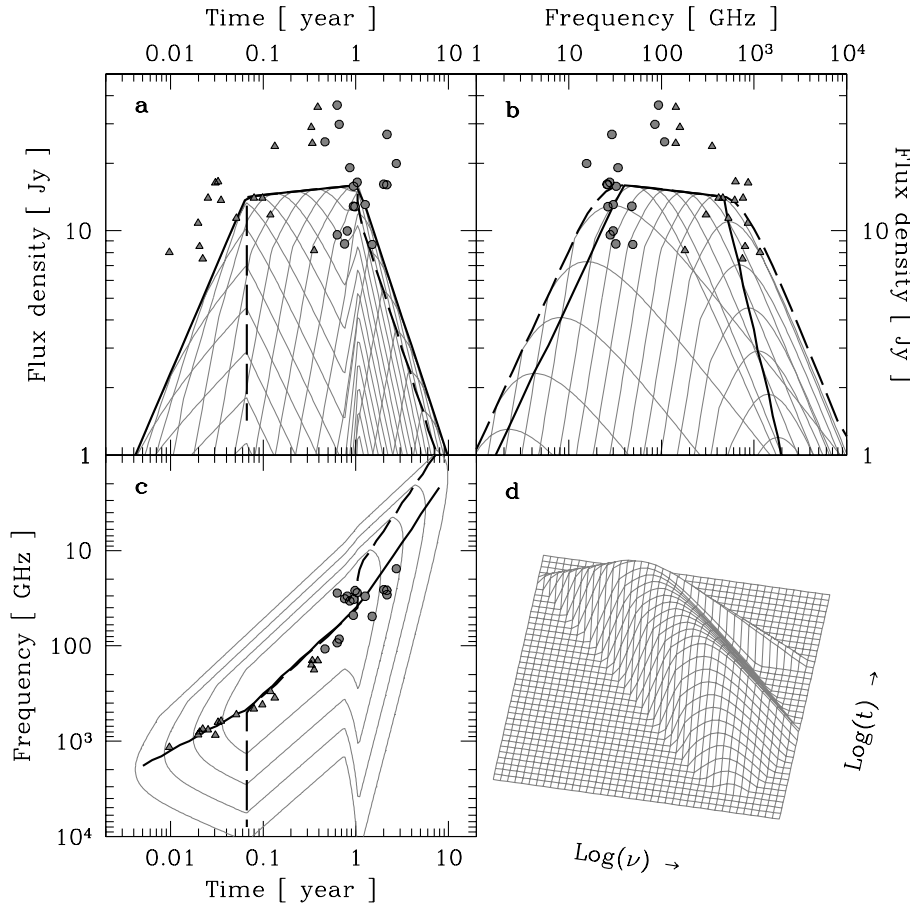 Time [ year ]
Frequency [ GHz ]
0.01 0.1 1 10 1 10 100 10³ 10⁴
a
b
Flux density [ Jy ]
10
1
10
1
Flux density [ Jy ]
c
d
1
10
100
10³
10⁴
Frequency [ GHz ]
0.01 0.1 1 10
Time [ year ]
Log(ν) →
Log(t) →